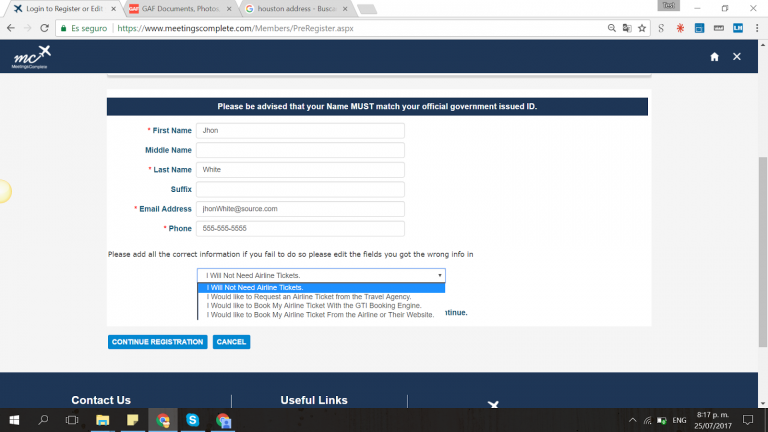 Login to Register or Edit
GAF Documents, Photos
houston address - Busca
Test
Es seguro
https://www.meetingscomplete.com/Members/PreRegister.aspx
mc
MeetingsComplete
Please be advised that your Name MUST match your official government issued ID.
* First Name Jhon
Middle Name
* Last Name White
Suffix
* Email Address jhonWhite@source.com
* Phone 555-555-5555
Please add all the correct information if you fail to do so please edit the fields you got the wrong info in
I Will Not Need Airline Tickets.
I Will Not Need Airline Tickets.
I Would like to Request an Airline Ticket from the Travel Agency.
I Would like to Book My Airline Ticket With the GTI Booking Engine.
I Would like to Book My Airline Ticket From the Airline or Their Website.
ntinue.
CONTINUE REGISTRATION CANCEL
Contact Us Useful Links
ENG
8:17 p. m.
25/07/2017